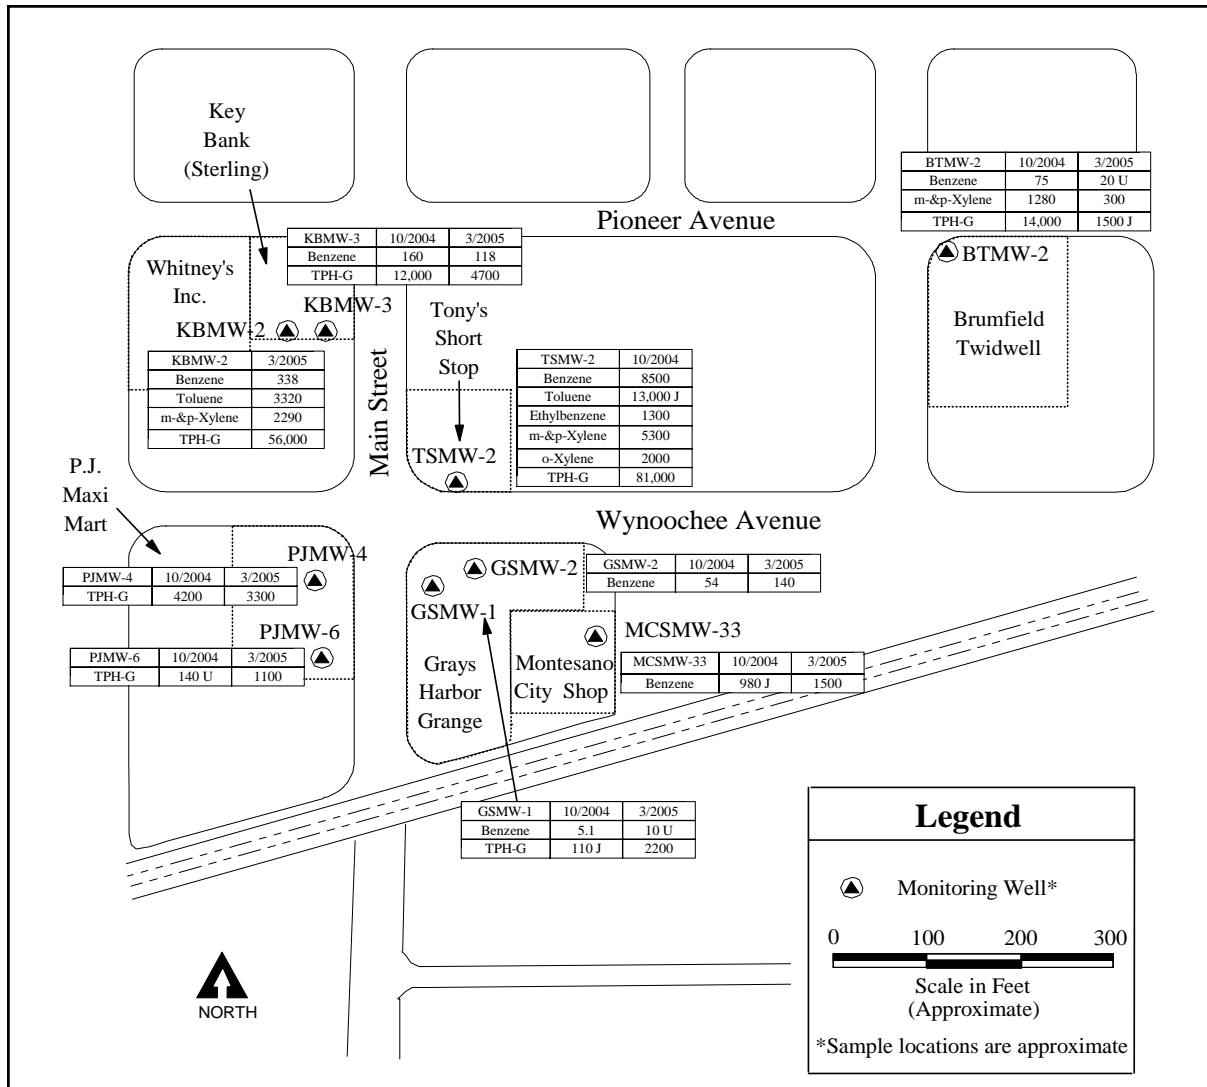 Key
Bank
(Sterling)
BTMW-2 10/2004 3/2005
Benzene 75 20 U
m-&p-Xylene 1280 300
TPH-G 14,000 1500 J
Pioneer Avenue
KBMW-3 10/2004 3/2005
Benzene 160 118
TPH-G 12,000 4700
Whitney's
Inc.
KBMW-3
KBMW-2
BTMW-2
Brumfield
Twidwell
Tony's
Short
Stop
Main Street
KBMW-2 3/2005
Benzene 338
Toluene 3320
m-&p-Xylene 2290
TPH-G 56,000
TSMW-2 10/2004
Benzene 8500
Toluene 13,000 J
Ethylbenzene 1300
m-&p-Xylene 5300
o-Xylene 2000
TPH-G 81,000
TSMW-2
P.J.
Maxi
Mart
Wynoochee Avenue
PJMW-4
PJMW-4 10/2004 3/2005
TPH-G 4200 3300
GSMW-2
GSMW-2 10/2004 3/2005
Benzene 54 140
GSMW-1
PJMW-6
PJMW-6 10/2004 3/2005
TPH-G 140 U 1100
MCSMW-33
MCSMW-33 10/2004 3/2005
Benzene 980 J 1500
Grays
Harbor
Grange
Montesano
City Shop
GSMW-1 10/2004 3/2005
Benzene 5.1 10 U
TPH-G 110 J 2200
Legend
Monitoring Well*
0 100 200 300
Scale in Feet
(Approximate)
*Sample locations are approximate
NORTH